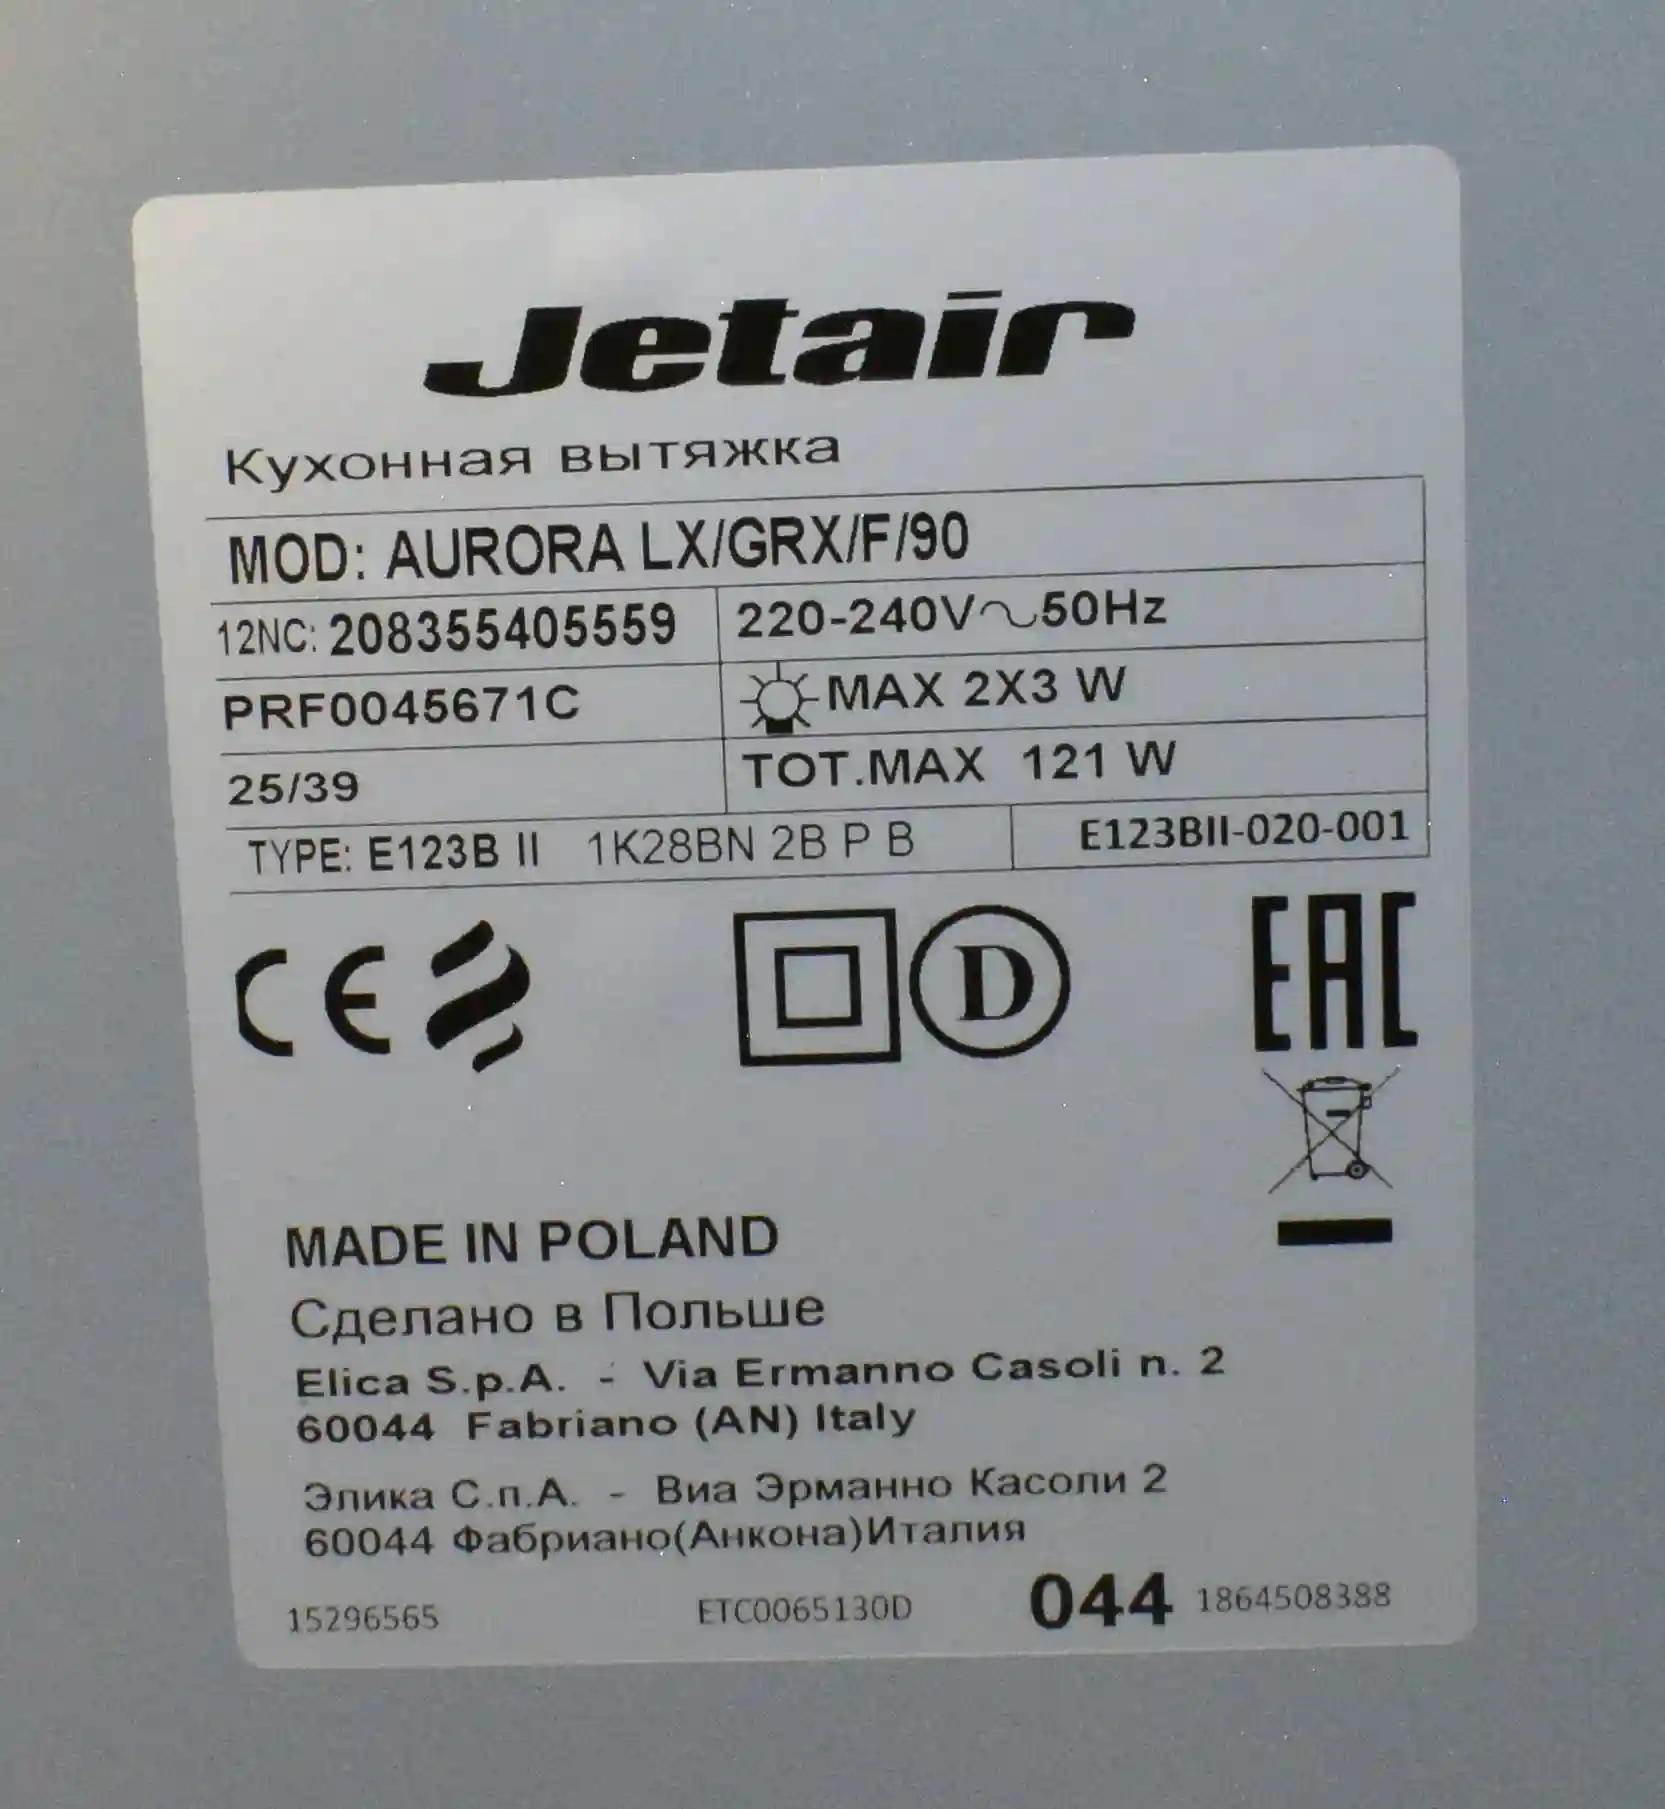 Jetair
Кухонная вытяжка
MOD: AURORA LX/GRX/F/90
12NC: 208355405559 220-240V~50Hz
PRF0045671C MAX 2X3 W
25/39 TOT.MAX 121 W
TYPE: E123B II 1K28BN 2B P B E123BII-020-001
CE D EAC
MADE IN POLAND
Сделано в Польше
Elica S.p.A. - Via Ermanno Casoli n. 2
60044 Fabriano (AN) Italy
Элика С.п.А. - Виа Эрманно Касоли 2
60044 Фабриано(Анкона)Италия
15296565 ETC0065130D 044 1864508388